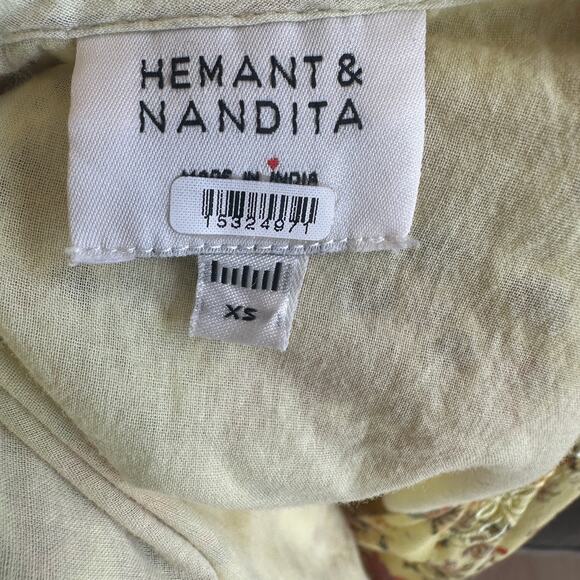 HEMANT &
NANDITA
MADE IN INDIA
15324971
XS